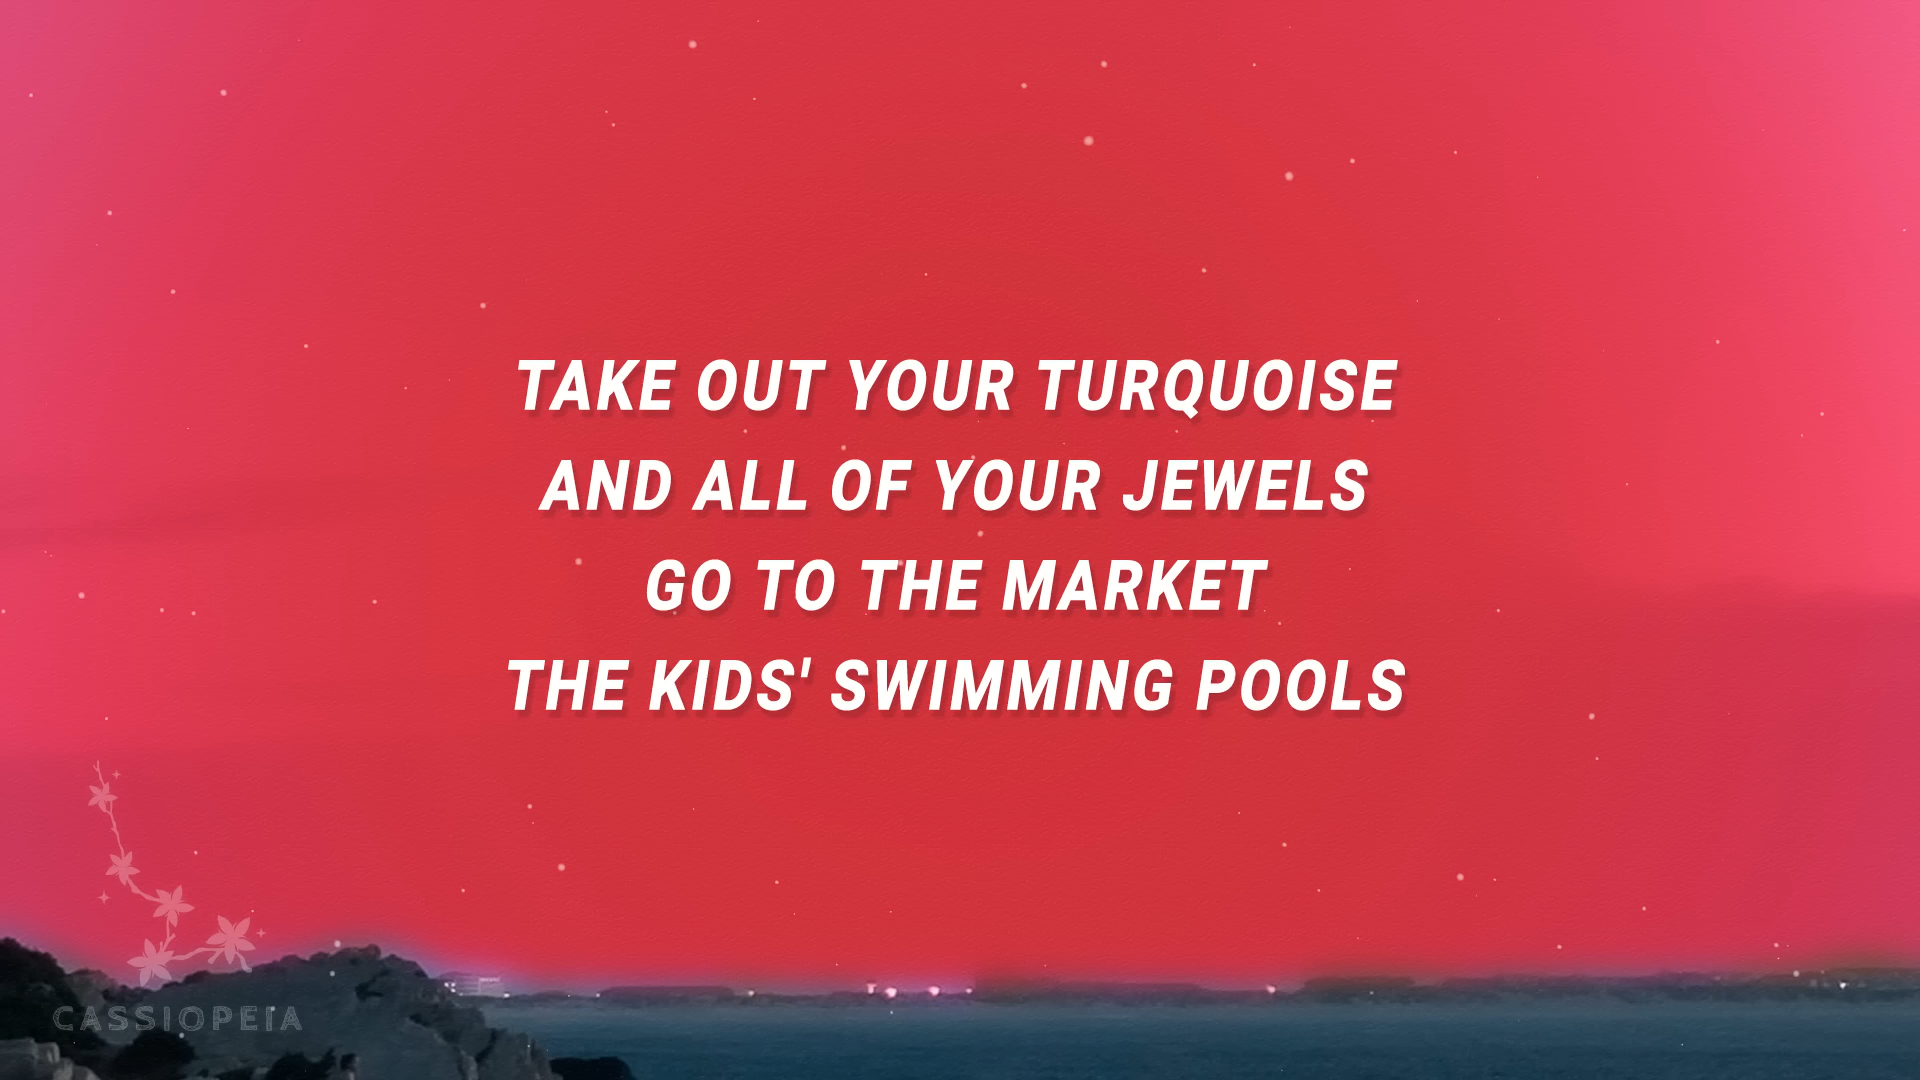 TAKE OUT YOUR TURQUOISE
AND ALL OF YOUR JEWELS
GO TO THE MARKET
THE KIDS' SWIMMING POOLS
CASSIOPEIA